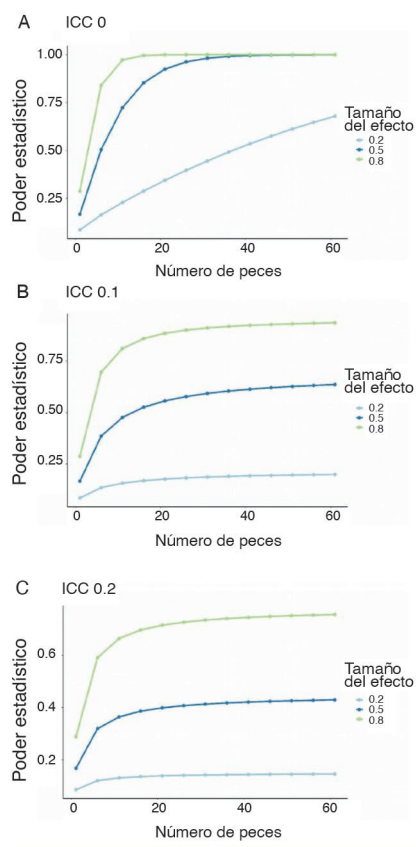 A
ICC 0
1.00
0.75
0.50
0.25
Poder estadístico
0 20 40 60
Número de peces
Tamaño
del efecto
0.2
0.5
0.8
B
ICC 0.1
0.75
0.50
0.25
Poder estadístico
0 20 40 60
Número de peces
Tamaño
del efecto
0.2
0.5
0.8
C
ICC 0.2
0.6
0.4
0.2
Poder estadístico
0 20 40 60
Número de peces
Tamaño
del efecto
0.2
0.5
0.8